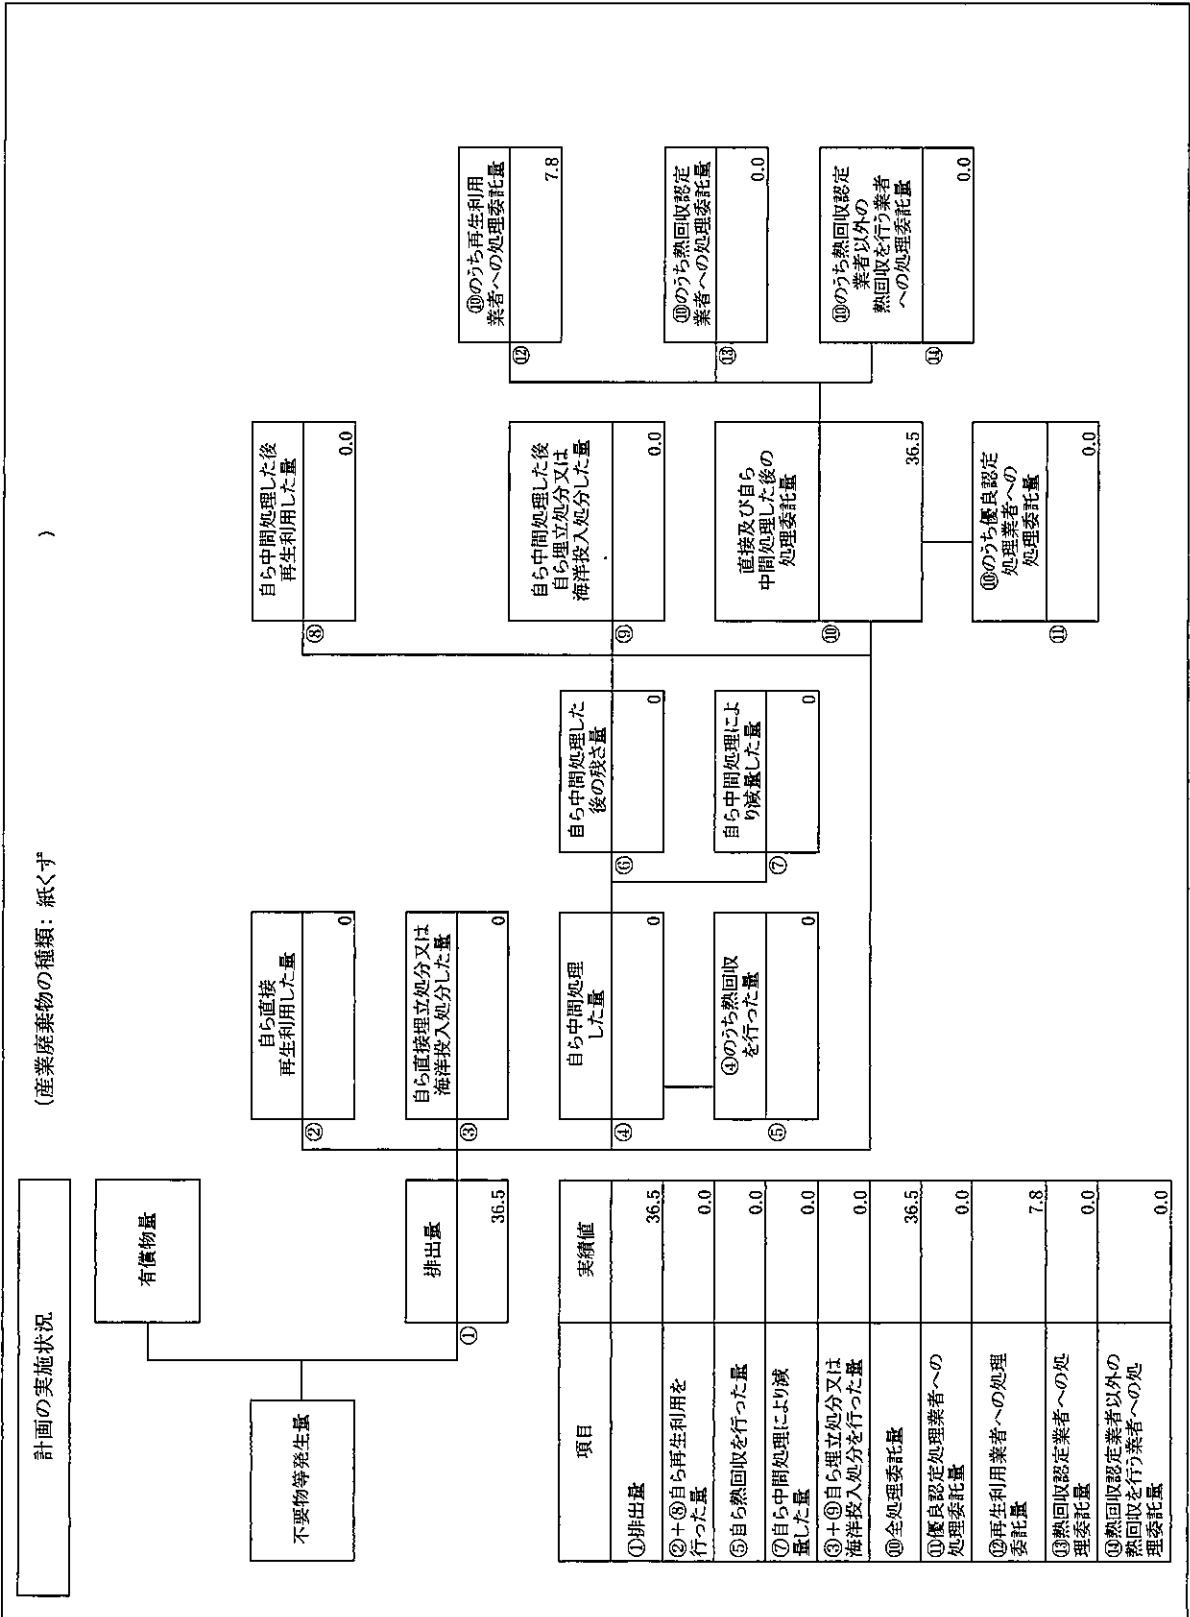 計画の実施状況
(産業廃棄物の種類: 紙くず )
不要物等発生量
有償物量
①
排出量
36.5
②
自ら直接
再生利用した量
0
③
自ら直接埋立処分又は
海洋投入処分した量
0
④
自ら中間処理
した量
0
⑤
④のうち熱回収
を行った量
0
⑥
自ら中間処理した
後の残さ量
0
⑦
自ら中間処理によ
り減量した量
0
⑧
自ら中間処理した後
再生利用した量
0.0
⑨
自ら中間処理した後
自ら埋立処分又は
海洋投入処分した量
0.0
⑩
直接及び自ら
中間処理した後の
処理委託量
36.5
⑪
⑩のうち優良認定
処理業者への
処理委託量
0.0
⑫
⑩のうち再生利用
業者への処理委託量
7.8
⑬
⑩のうち熱回収認定
業者への処理委託量
0.0
⑭
⑩のうち熱回収認定
業者以外の
熱回収を行う業者
への処理委託量
0.0
項目 実績値
①排出量 36.5
②+⑧自ら再生利用を
行った量 0.0
⑤自ら熱回収を行った量 0.0
⑦自ら中間処理により減
量した量 0.0
③+⑨自ら埋立処分又は
海洋投入処分を行った量 0.0
⑩全処理委託量 36.5
⑪優良認定処理業者への
処理委託量 0.0
⑫再生利用業者への処理
委託量 7.8
⑬熱回収認定業者への処
理委託量 0.0
⑭熱回収認定業者以外の
熱回収を行う業者への処
理委託量 0.0